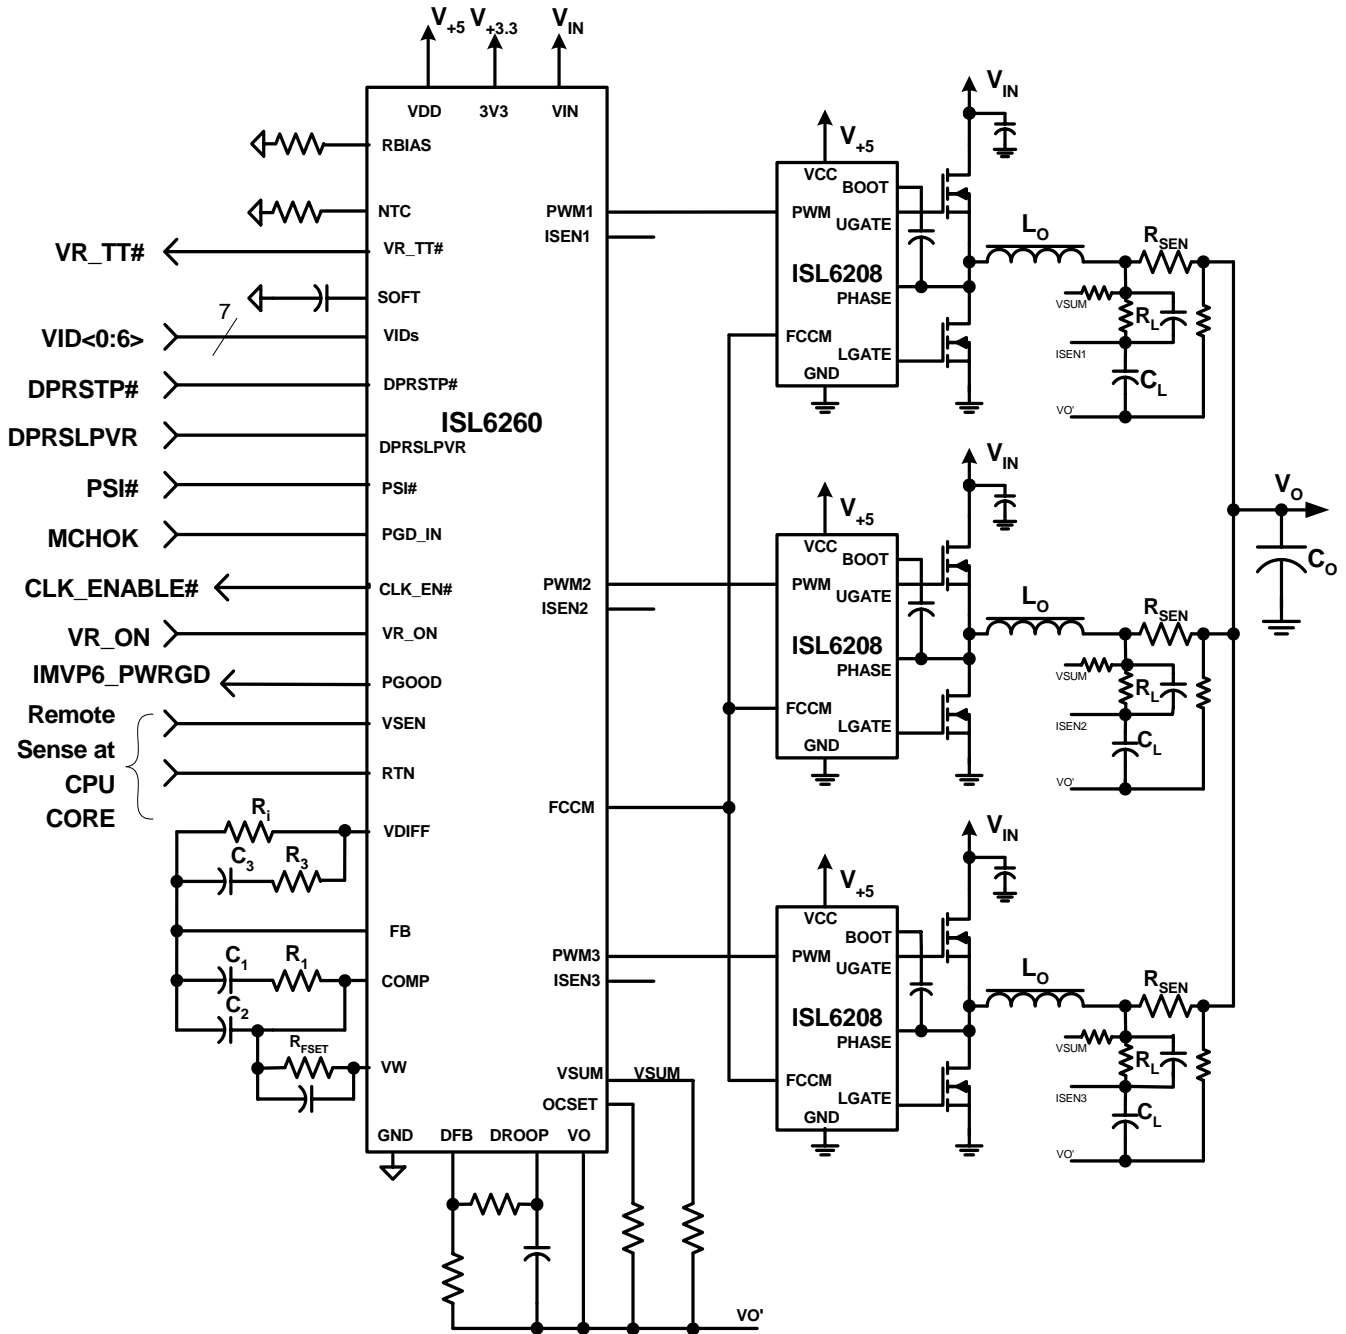 V+5
V+3.3
VIN
VDD
3V3
VIN
RBIAS
NTC
VR_TT#
VR_TT#
SOFT
7
VID<0:6>
VIDs
DPRSTP#
DPRSTP#
ISL6260
DPRSLPVR
DPRSLPVR
PSI#
PSI#
MCHOK
PGD_IN
CLK_ENABLE#
CLK_EN#
VR_ON
VR_ON
IMVP6_PWRGD
PGOOD
Remote
Sense at
CPU
CORE
VSEN
RTN
Ri
VDIFF
C3
R3
FB
C1
R1
COMP
C2
RFSET
VW
GND
DFB
DROOP
VO
PWM1
ISEN1
PWM2
ISEN2
FCCM
PWM3
ISEN3
VSUM
VSUM
OCSET
VO'
VIN
V+5
VCC
BOOT
PWM
UGATE
ISL6208
PHASE
FCCM
LGATE
GND
LO
RSEN
VSUM
RL
ISEN1
CL
VO'
VIN
V+5
VCC
BOOT
PWM
UGATE
ISL6208
PHASE
FCCM
LGATE
GND
LO
RSEN
VSUM
RL
ISEN2
CL
VO'
VO
CO
VIN
V+5
VCC
BOOT
PWM
UGATE
ISL6208
PHASE
FCCM
LGATE
GND
LO
RSEN
VSUM
RL
ISEN3
CL
VO'